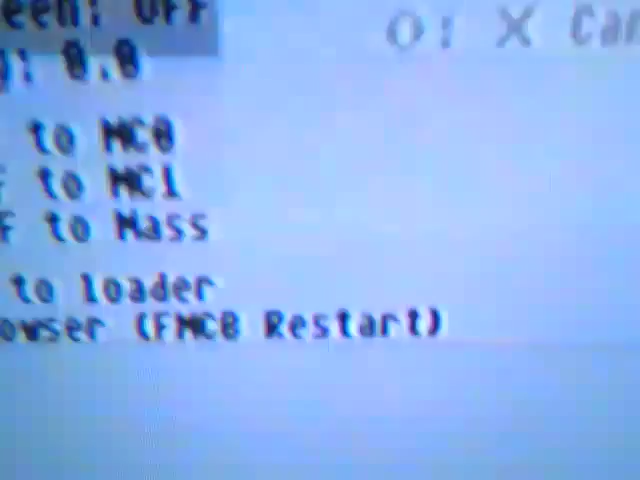 een: OFF
O: X Can
): 0.0
to MC0
to MC1
F to Mass
to loader
owser (FMCB Restart)